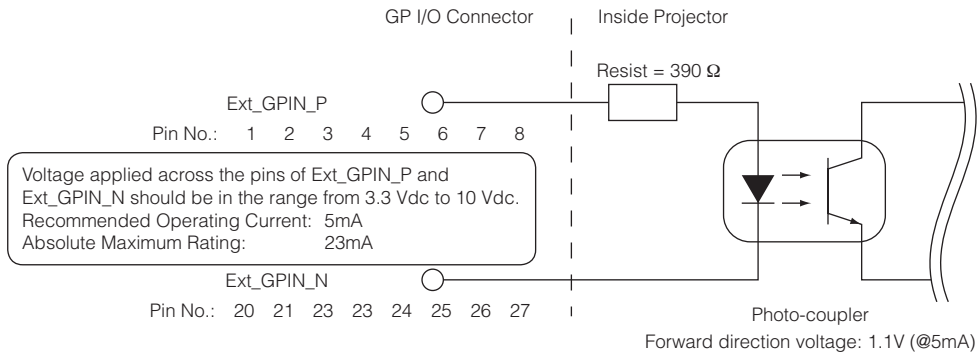 GP I/O Connector
Inside Projector
Resist = 390 Ω
Ext_GPIN_P
Pin No.: 1 2 3 4 5 6 7 8
Voltage applied across the pins of Ext_GPIN_P and
Ext_GPIN_N should be in the range from 3.3 Vdc to 10 Vdc.
Recommended Operating Current: 5mA
Absolute Maximum Rating: 23mA
Ext_GPIN_N
Pin No.: 20 21 23 23 24 25 26 27
Photo-coupler
Forward direction voltage: 1.1V (@5mA)